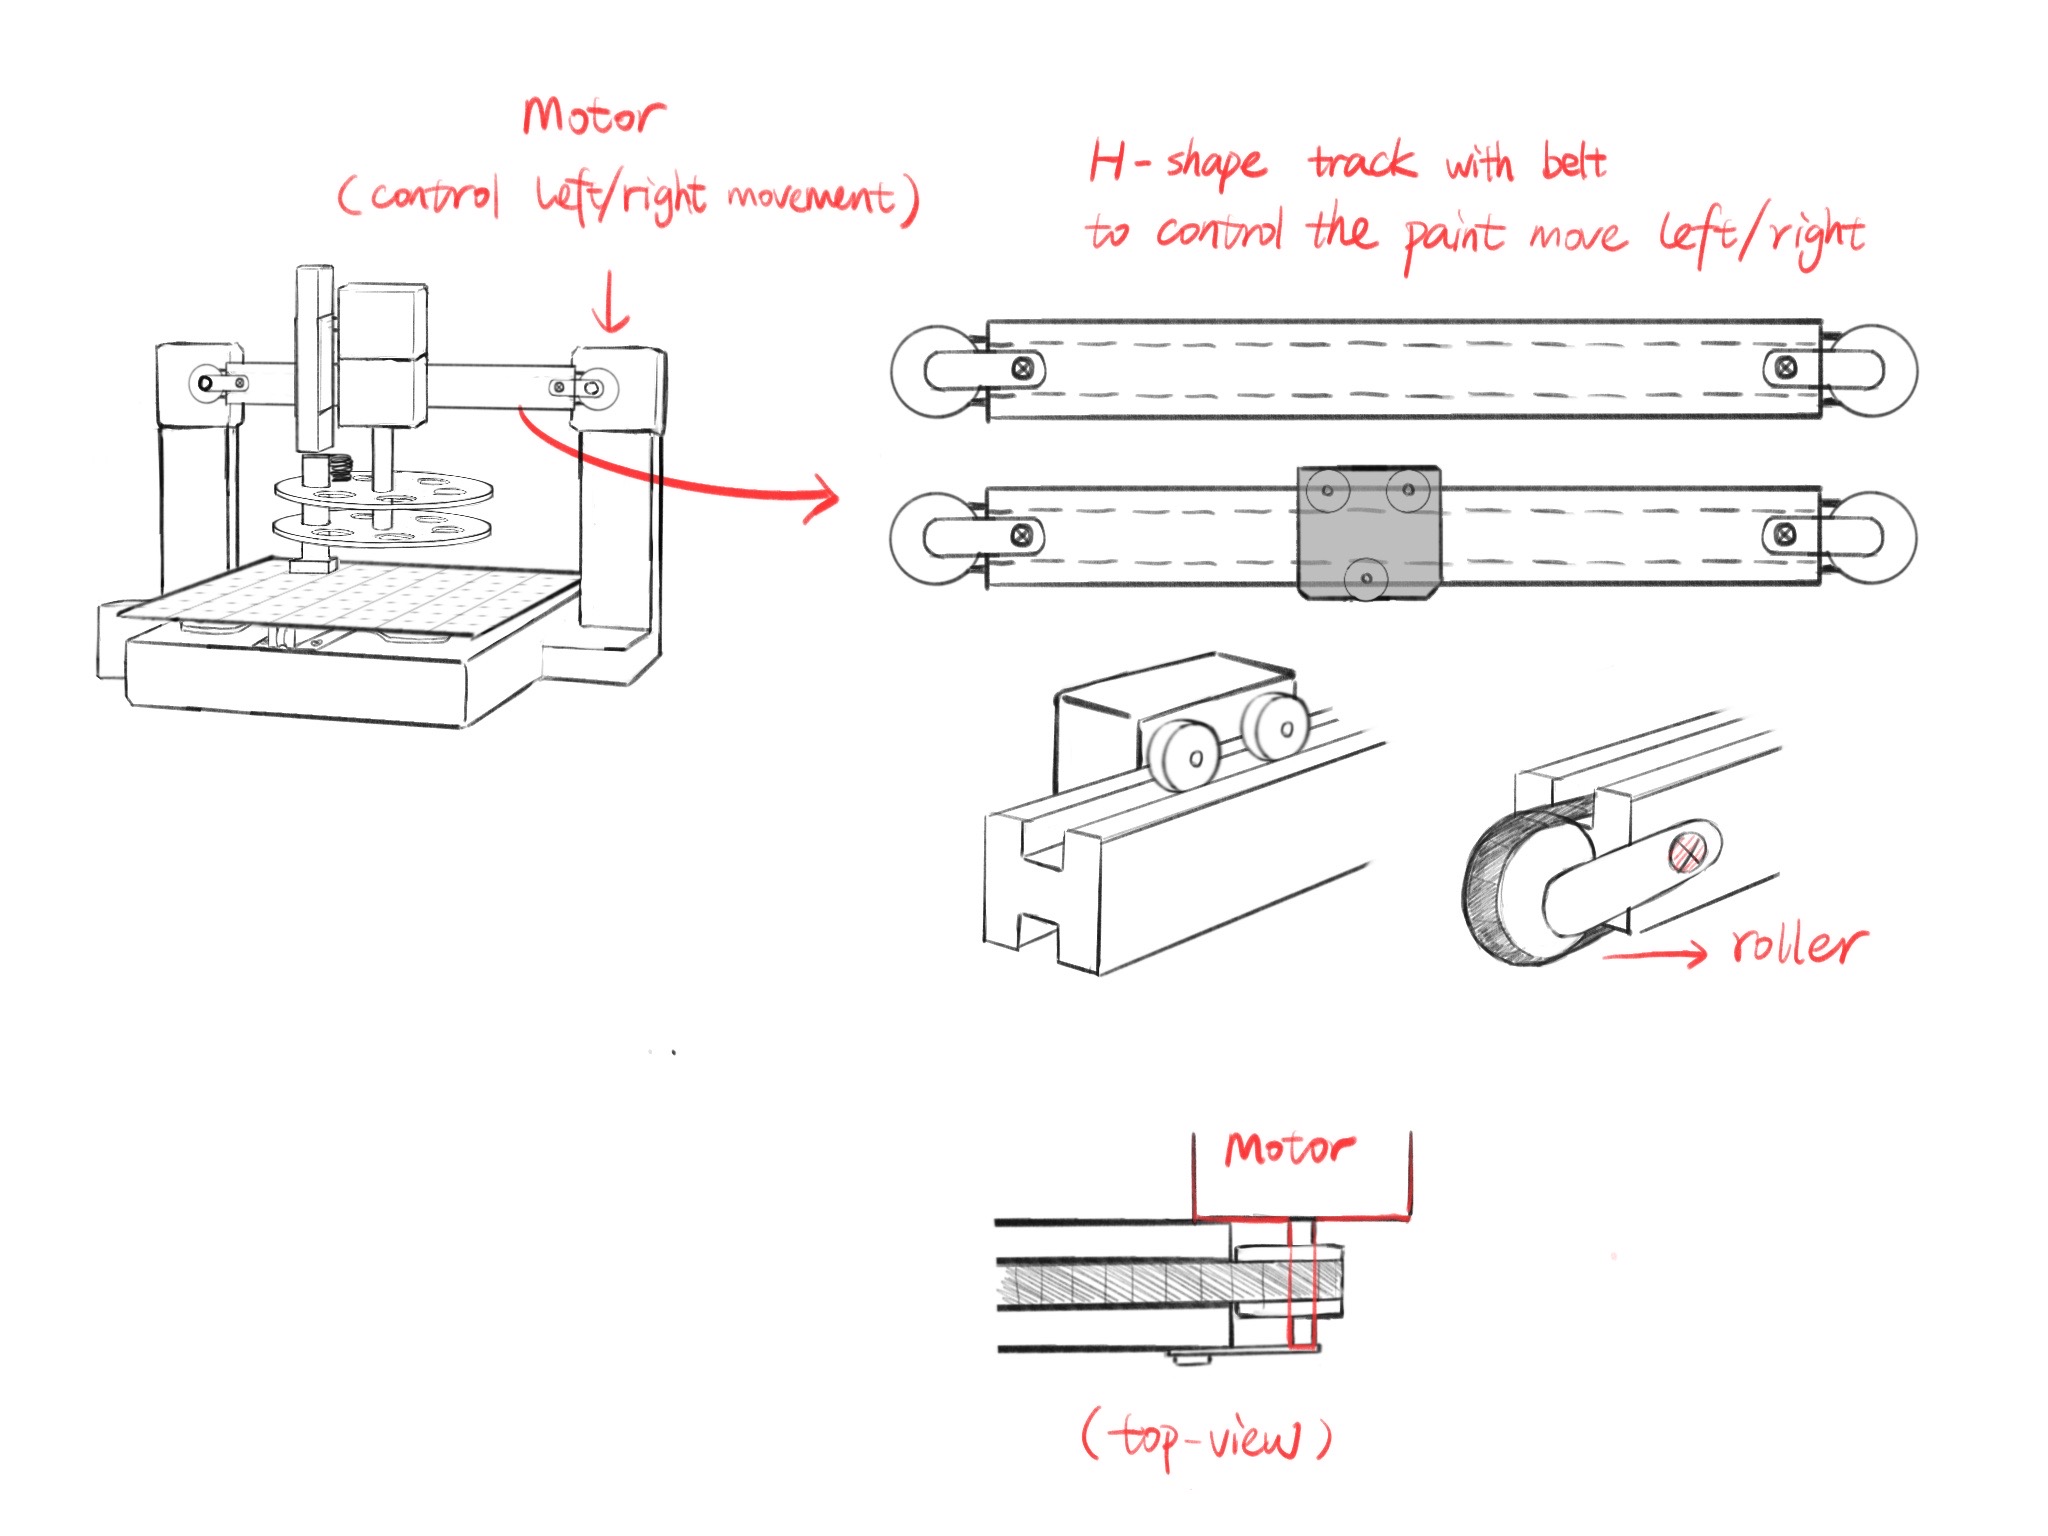 Motor
(control left/right movement)
H-shape track with belt
to control the paint move left/right
roller
Motor
(top-view)